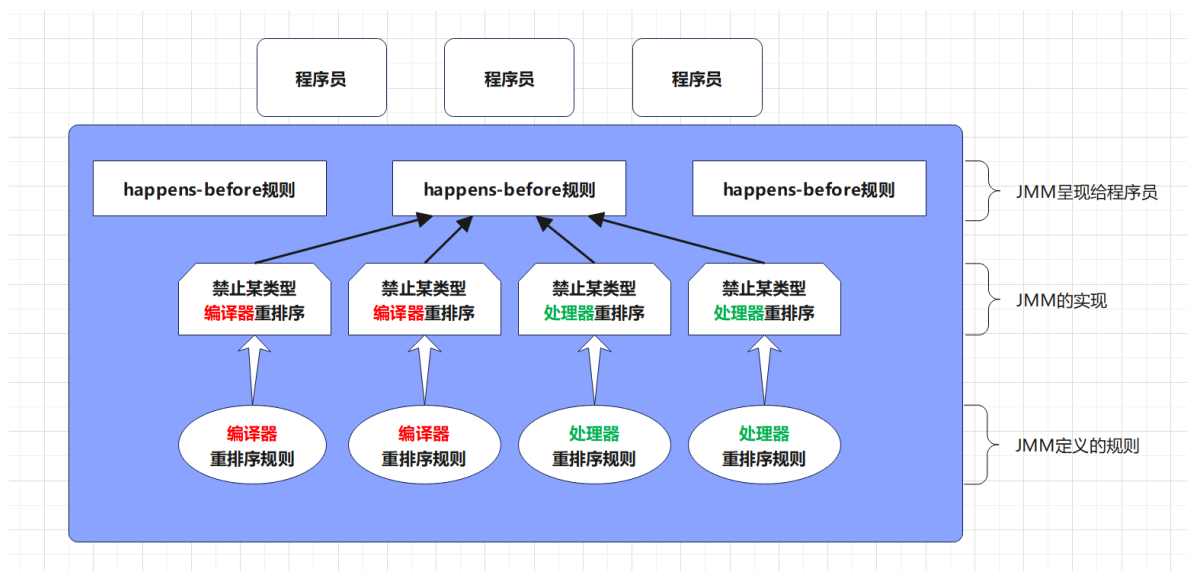 程序员
程序员
程序员
happens-before规则
happens-before规则
happens-before规则
JMM呈现给程序员
禁止某类型
编译器重排序
禁止某类型
编译器重排序
禁止某类型
处理器重排序
禁止某类型
处理器重排序
JMM的实现
编译器
重排序规则
编译器
重排序规则
处理器
重排序规则
处理器
重排序规则
JMM定义的规则